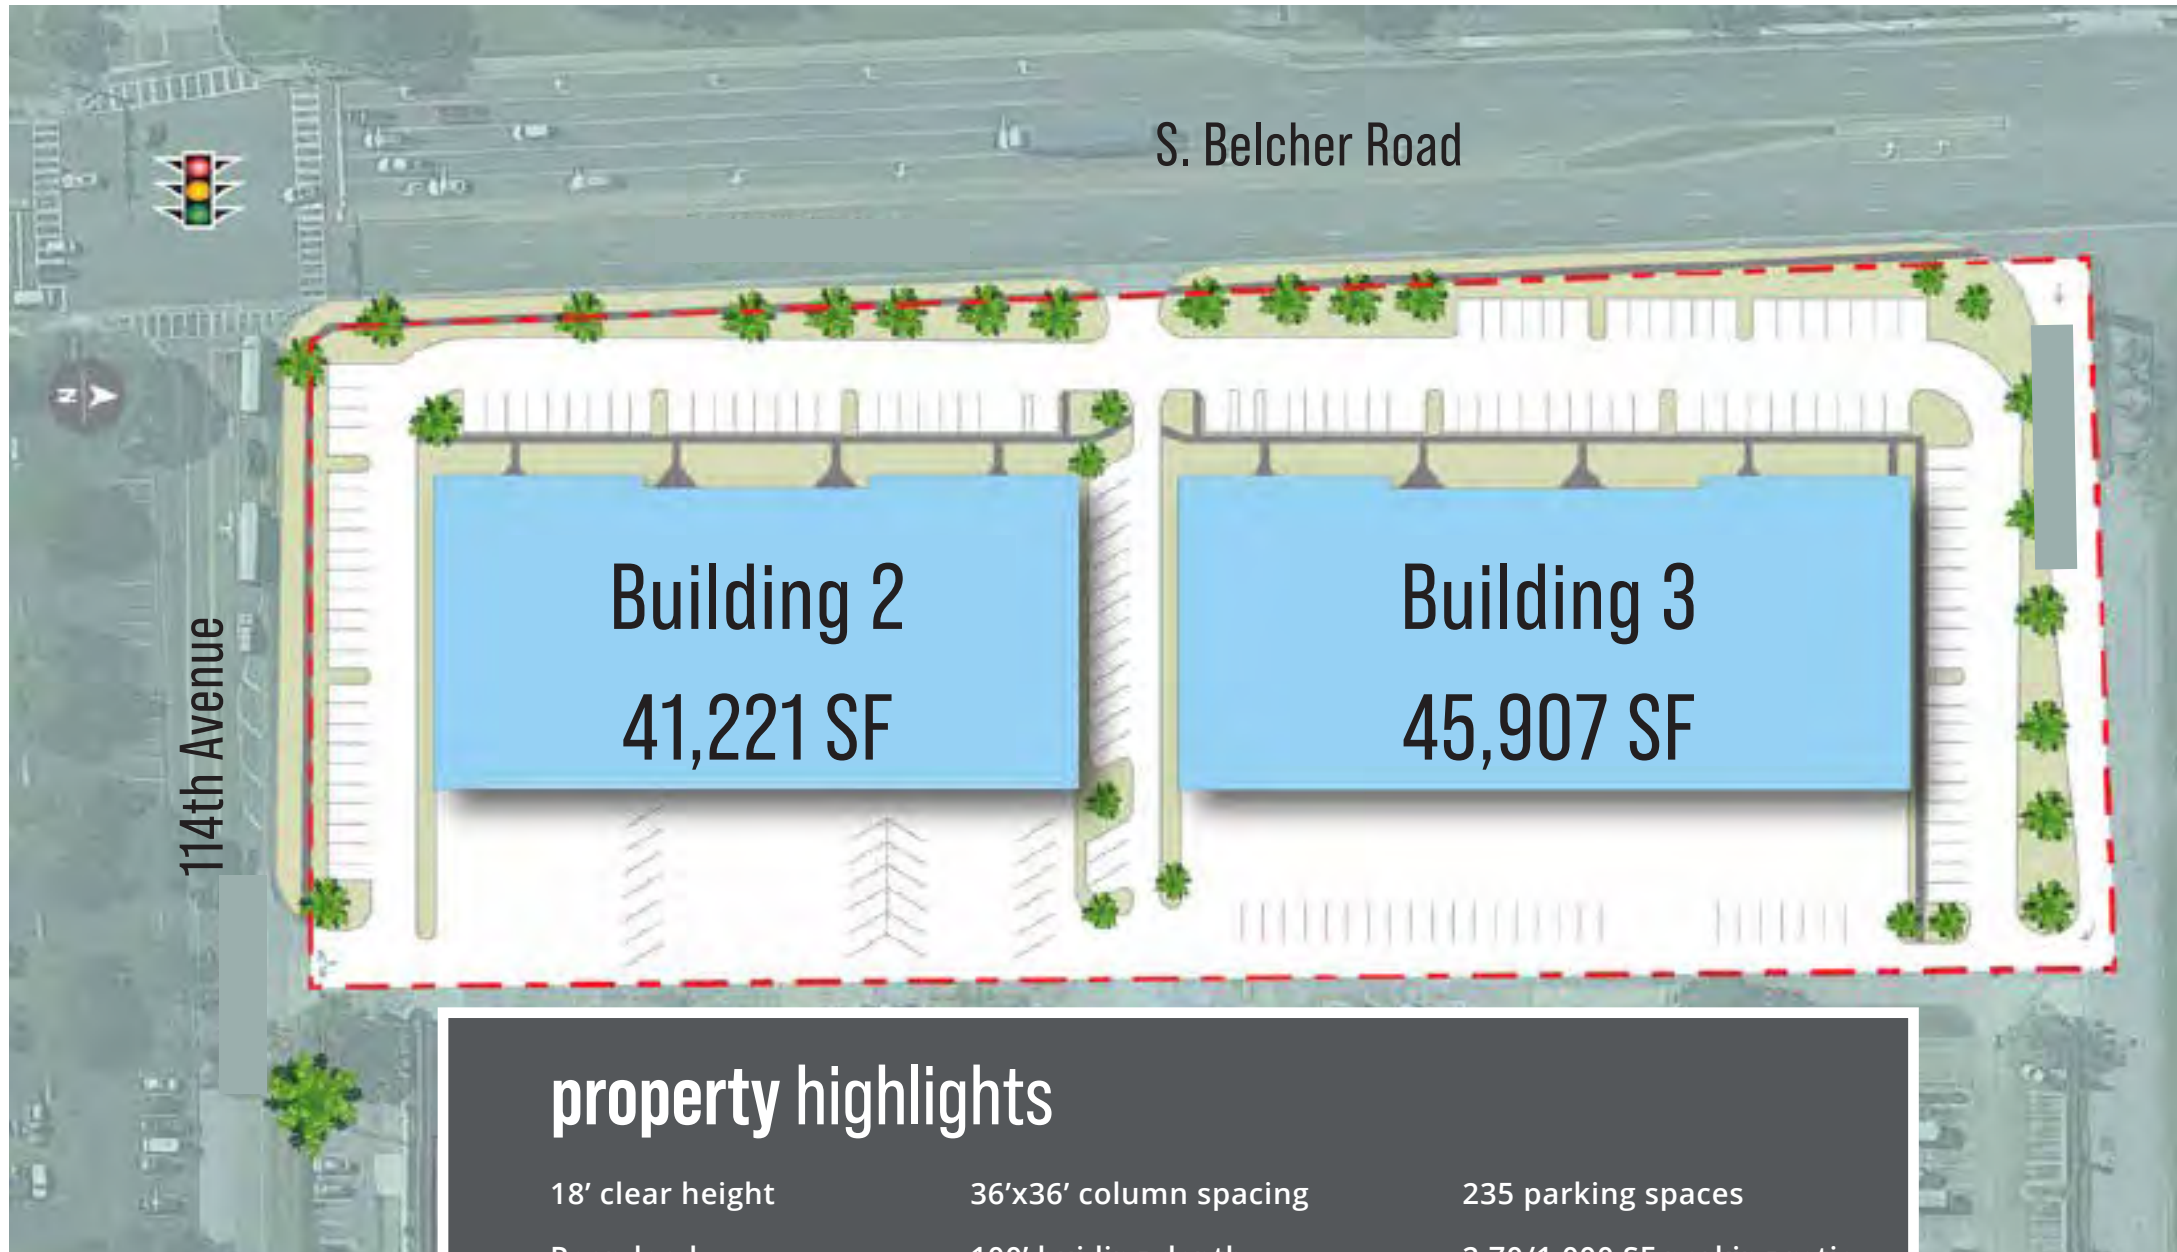 S. Belcher Road
N
114th Avenue
Building 2
41,221 SF
Building 3
45,907 SF
property highlights
18’ clear height
36’x36’ column spacing
235 parking spaces